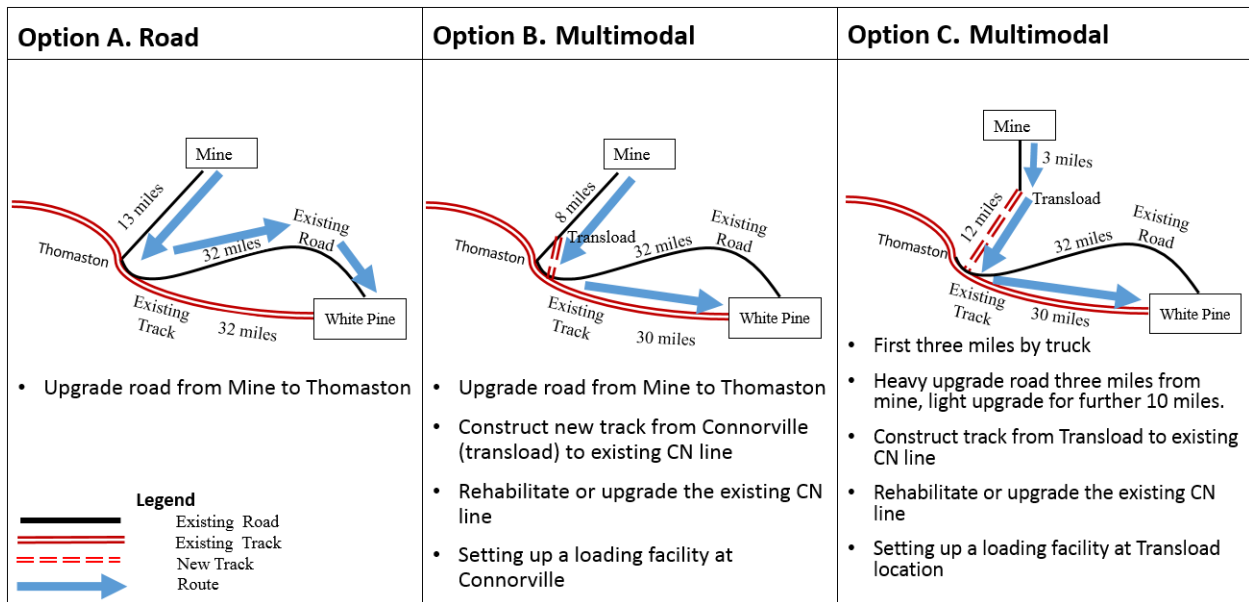 Option A. Road
Mine
13 miles
Existing
Road
32 miles
Thomaston
Existing
Track
32 miles
White Pine
• Upgrade road from Mine to Thomaston
Legend
Existing Road
Existing Track
New Track
Route
Option B. Multimodal
Mine
8 miles
Transload
Existing
Road
32 miles
Thomaston
Existing
Track
30 miles
White Pine
• Upgrade road from Mine to Thomaston
• Construct new track from Connorville
(transload) to existing CN line
• Rehabilitate or upgrade the existing CN
line
• Setting up a loading facility at
Connorville
Option C. Multimodal
Mine
3 miles
Transload
12 miles
Existing
Road
32 miles
Thomaston
Existing
Track
30 miles
White Pine
• First three miles by truck
• Heavy upgrade road three miles from
mine, light upgrade for further 10 miles.
• Construct track from Transload to existing
CN line
• Rehabilitate or upgrade the existing CN
line
• Setting up a loading facility at Transload
location